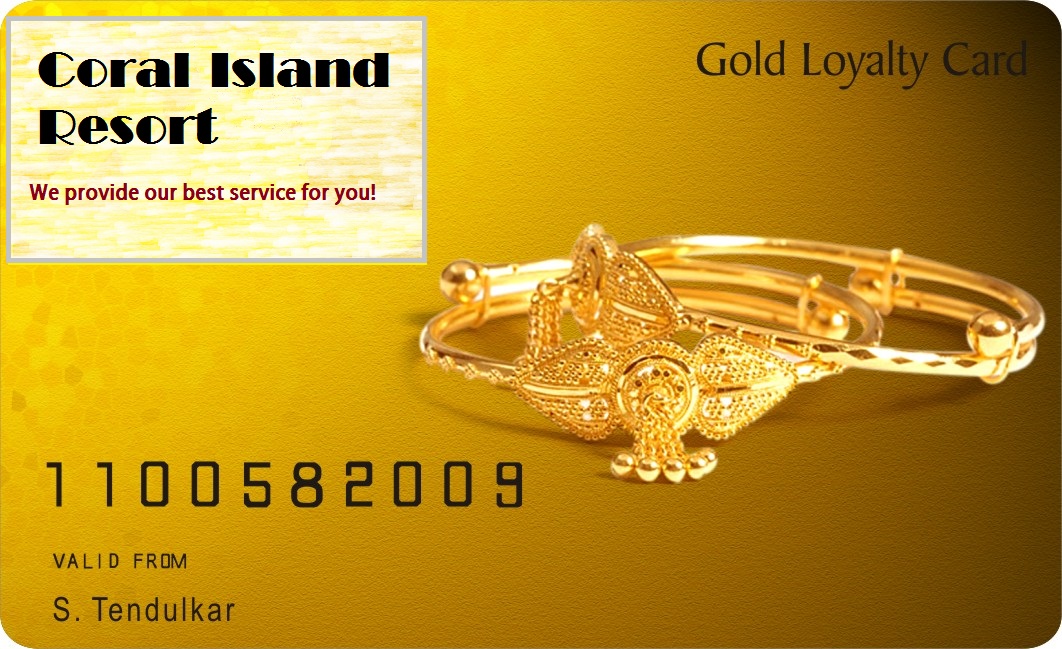 Coral Island
Resort
We provide our best service for you!
Gold Loyalty Card
1100582009
VALID FROM
S. Tendulkar